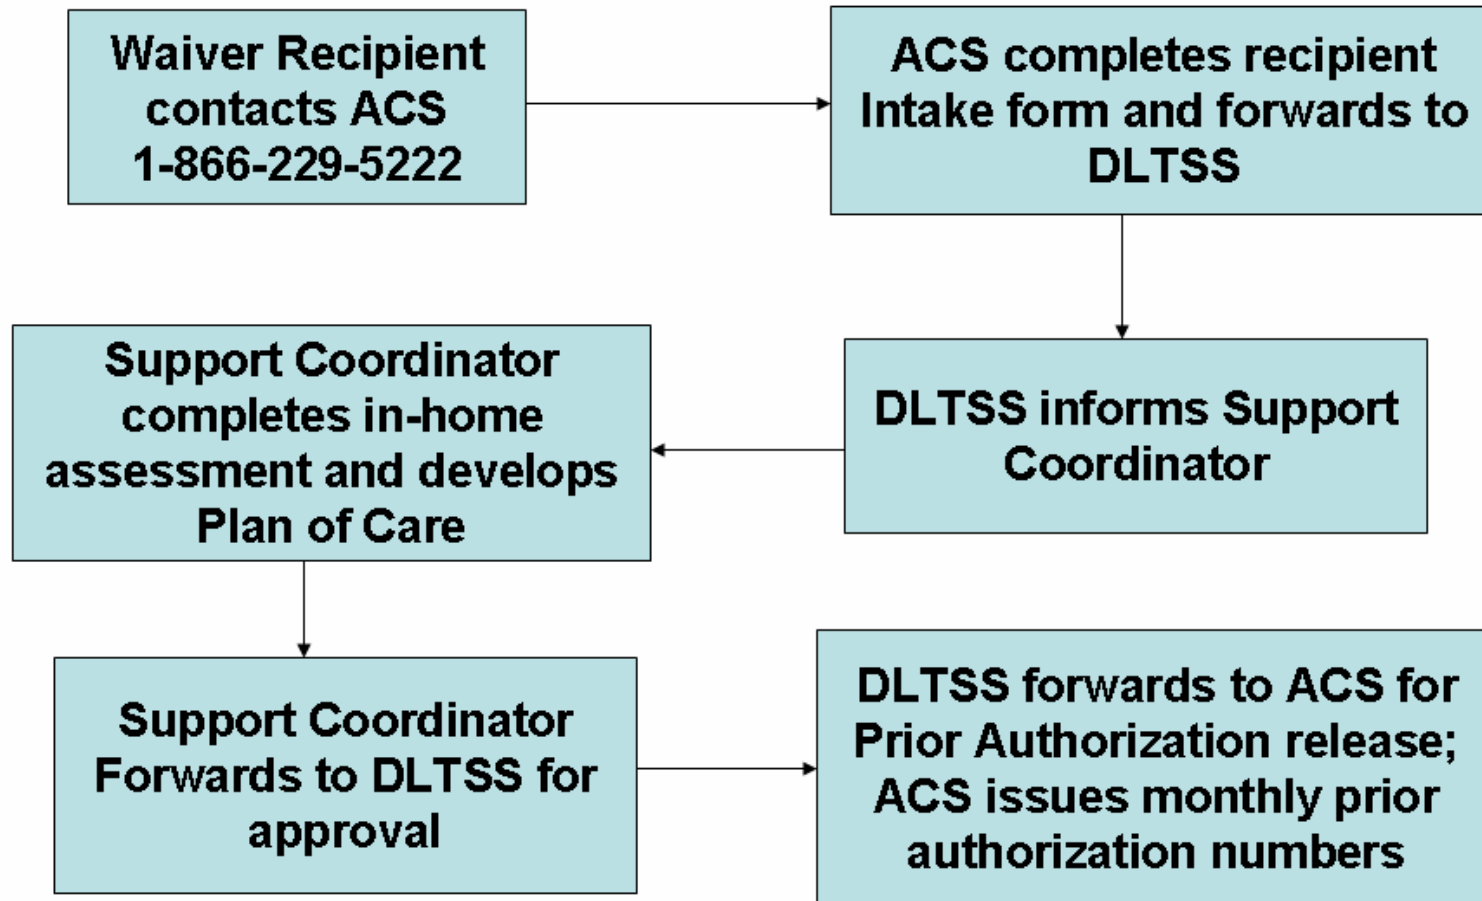 Waiver Recipient
contacts ACS
1-866-229-5222
ACS completes recipient
Intake form and forwards to
DLTSS
DLTSS informs Support
Coordinator
Support Coordinator
completes in-home
assessment and develops
Plan of Care
Support Coordinator
Forwards to DLTSS for
approval
DLTSS forwards to ACS for
Prior Authorization release;
ACS issues monthly prior
authorization numbers